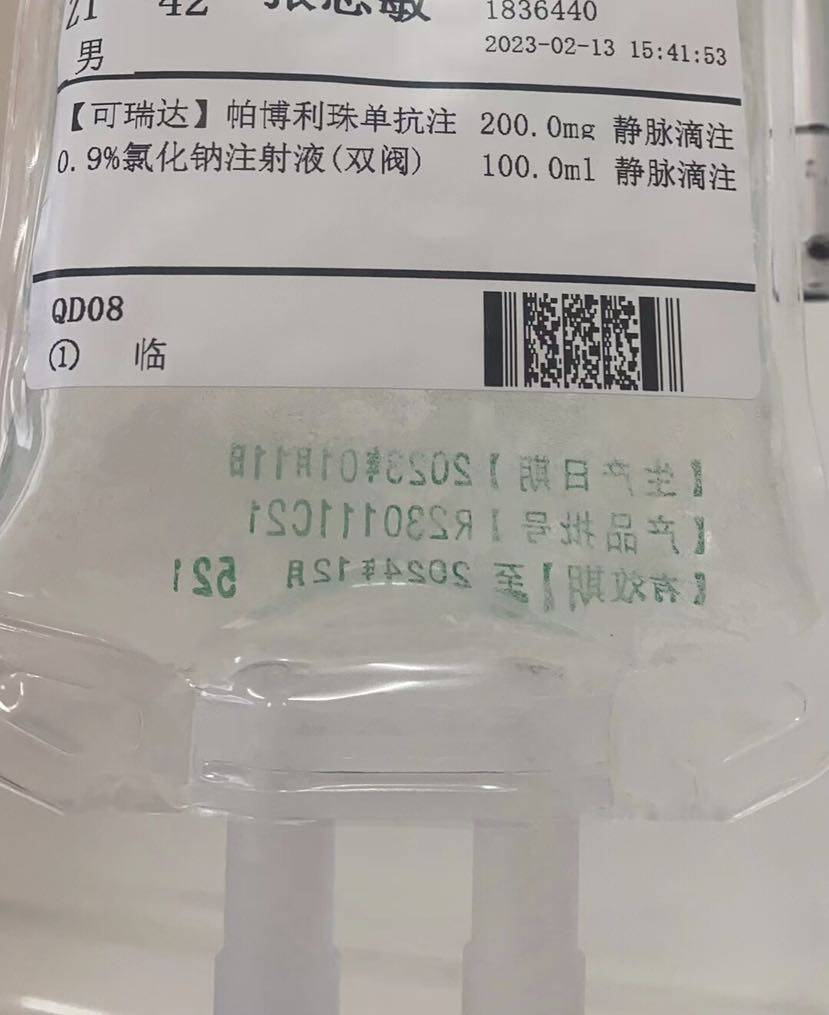 21 42 张志敏 1836440
男 2023-02-13 15:41:53
【可瑞达】帕博利珠单抗注 200.0mg 静脉滴注
0.9%氯化钠注射液(双阀) 100.0ml 静脉滴注
QD08
① 临
【生产日期】2023年01月11日
【产品批号】R230111C21
【有效期】至 2024年12月 521